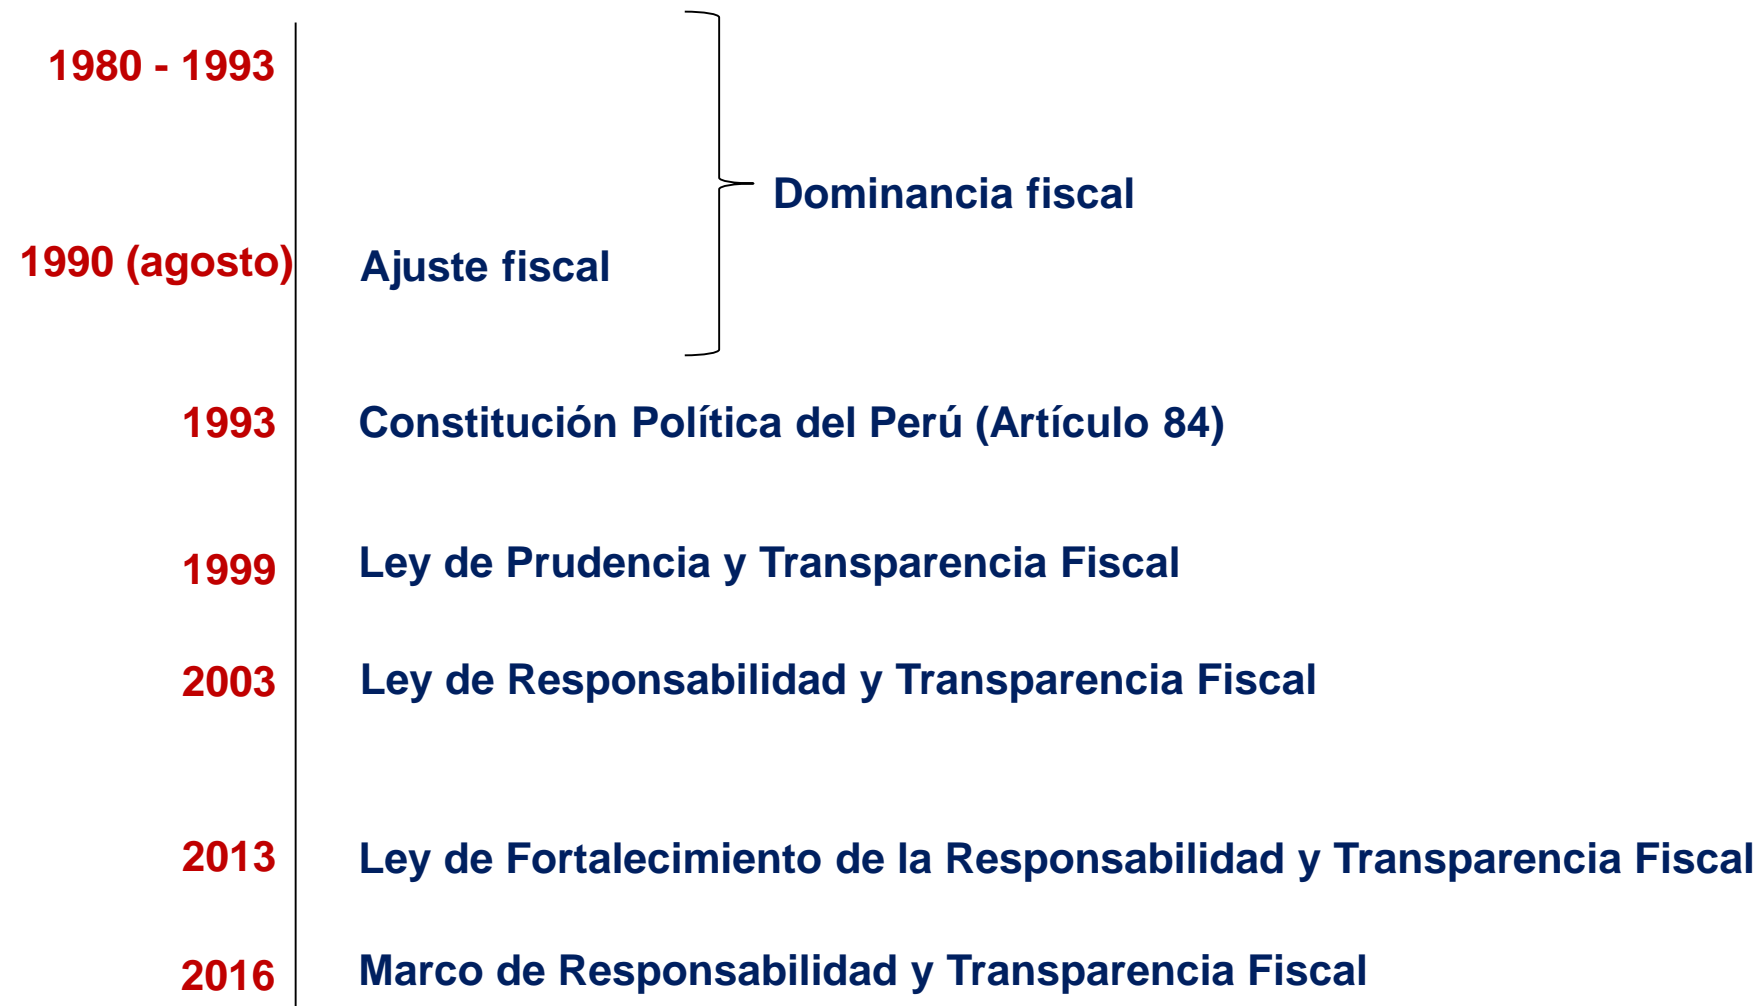 1980 - 1993
Dominancia fiscal
1990 (agosto) Ajuste fiscal
1993 Constitución Política del Perú (Artículo 84)
1999 Ley de Prudencia y Transparencia Fiscal
2003 Ley de Responsabilidad y Transparencia Fiscal
2013 Ley de Fortalecimiento de la Responsabilidad y Transparencia Fiscal
2016 Marco de Responsabilidad y Transparencia Fiscal